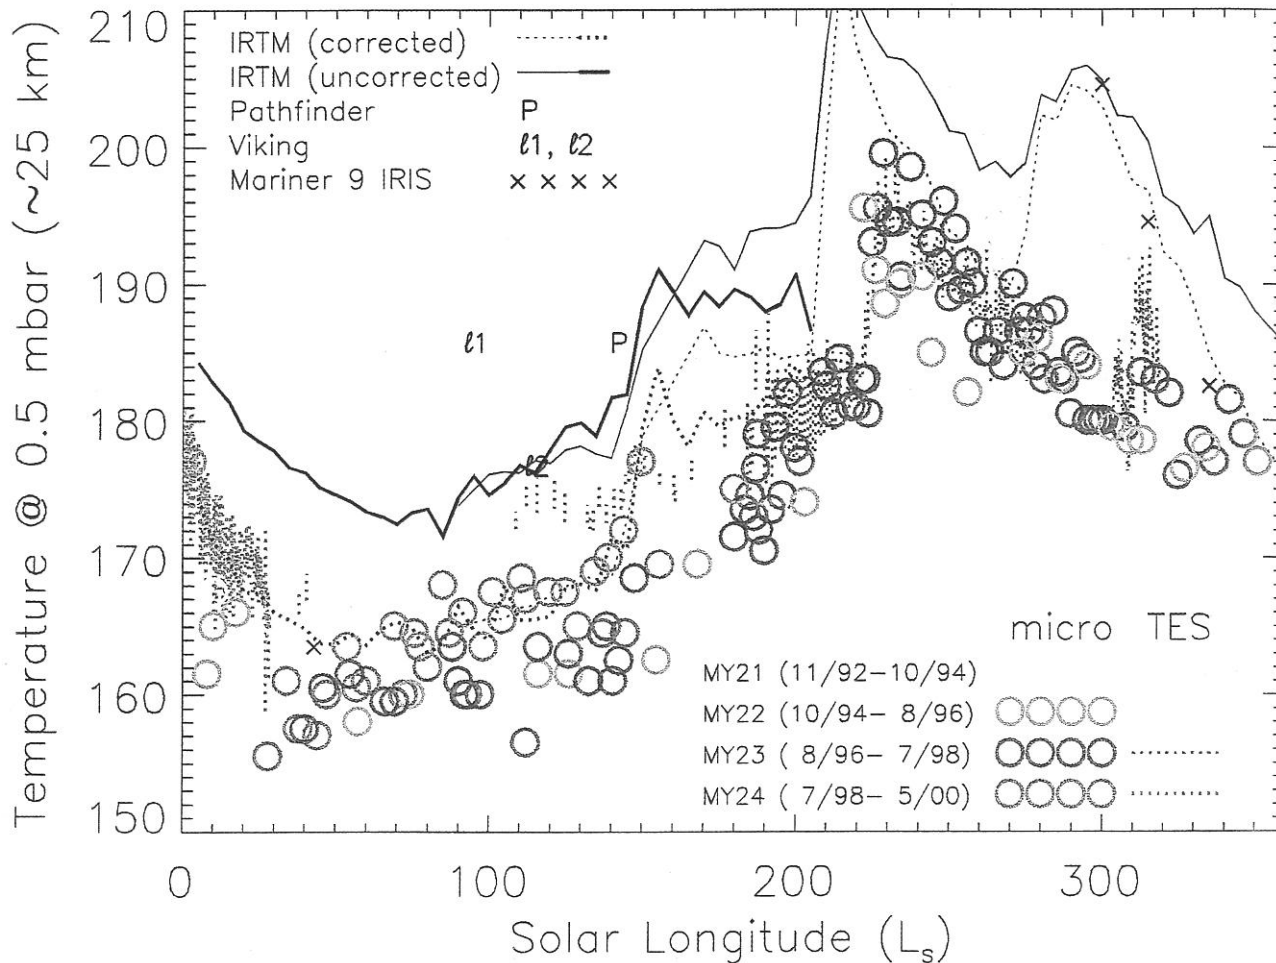 Temperature @ 0.5 mbar (~25 km)
210
200
190
180
170
160
150
IRTM (corrected)
IRTM (uncorrected)
Pathfinder P
Viking ℓ1, ℓ2
Mariner 9 IRIS × × × ×
ℓ1
P
ℓ2
micro TES
MY21 (11/92–10/94)
MY22 (10/94– 8/96)
MY23 ( 8/96– 7/98)
MY24 ( 7/98– 5/00)
0 100 200 300
Solar Longitude (Ls)